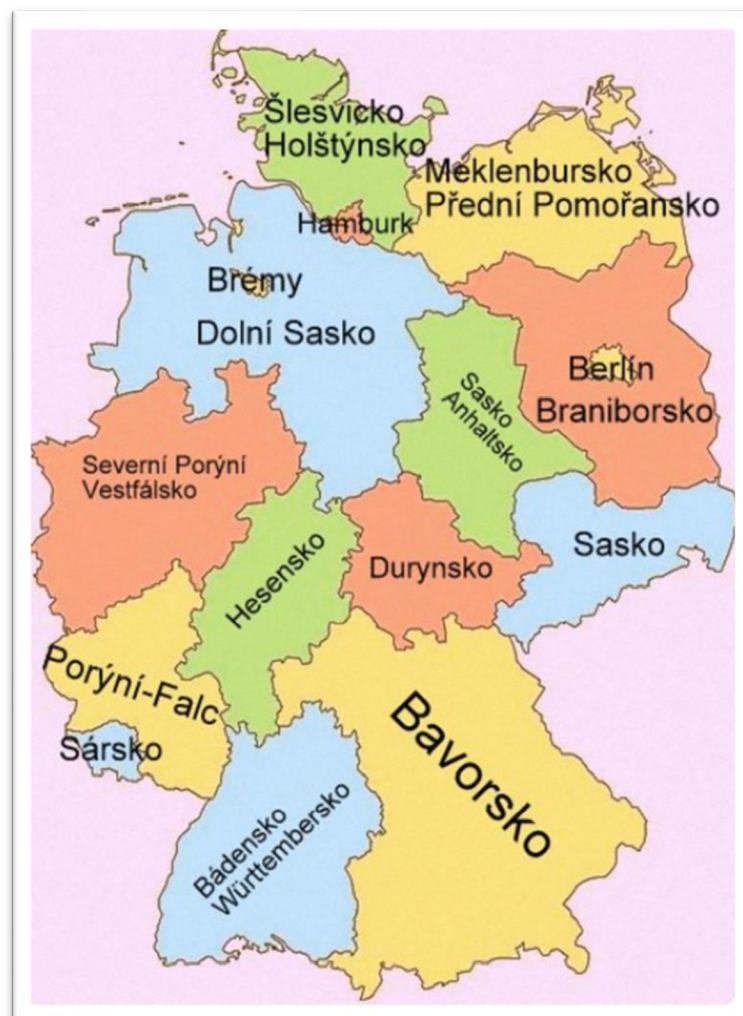 Šlesvicko
Holštýnsko
Meklenbursko
Přední Pomořansko
Hamburk
Brémy
Dolní Sasko
Berlín
Braniborsko
Sasko
Anhaltsko
Severní Porýní
Vestfálsko
Sasko
Hesensko
Durynsko
Porýní-Falc
Sársko
Bavorsko
Bádensko
Württembersko